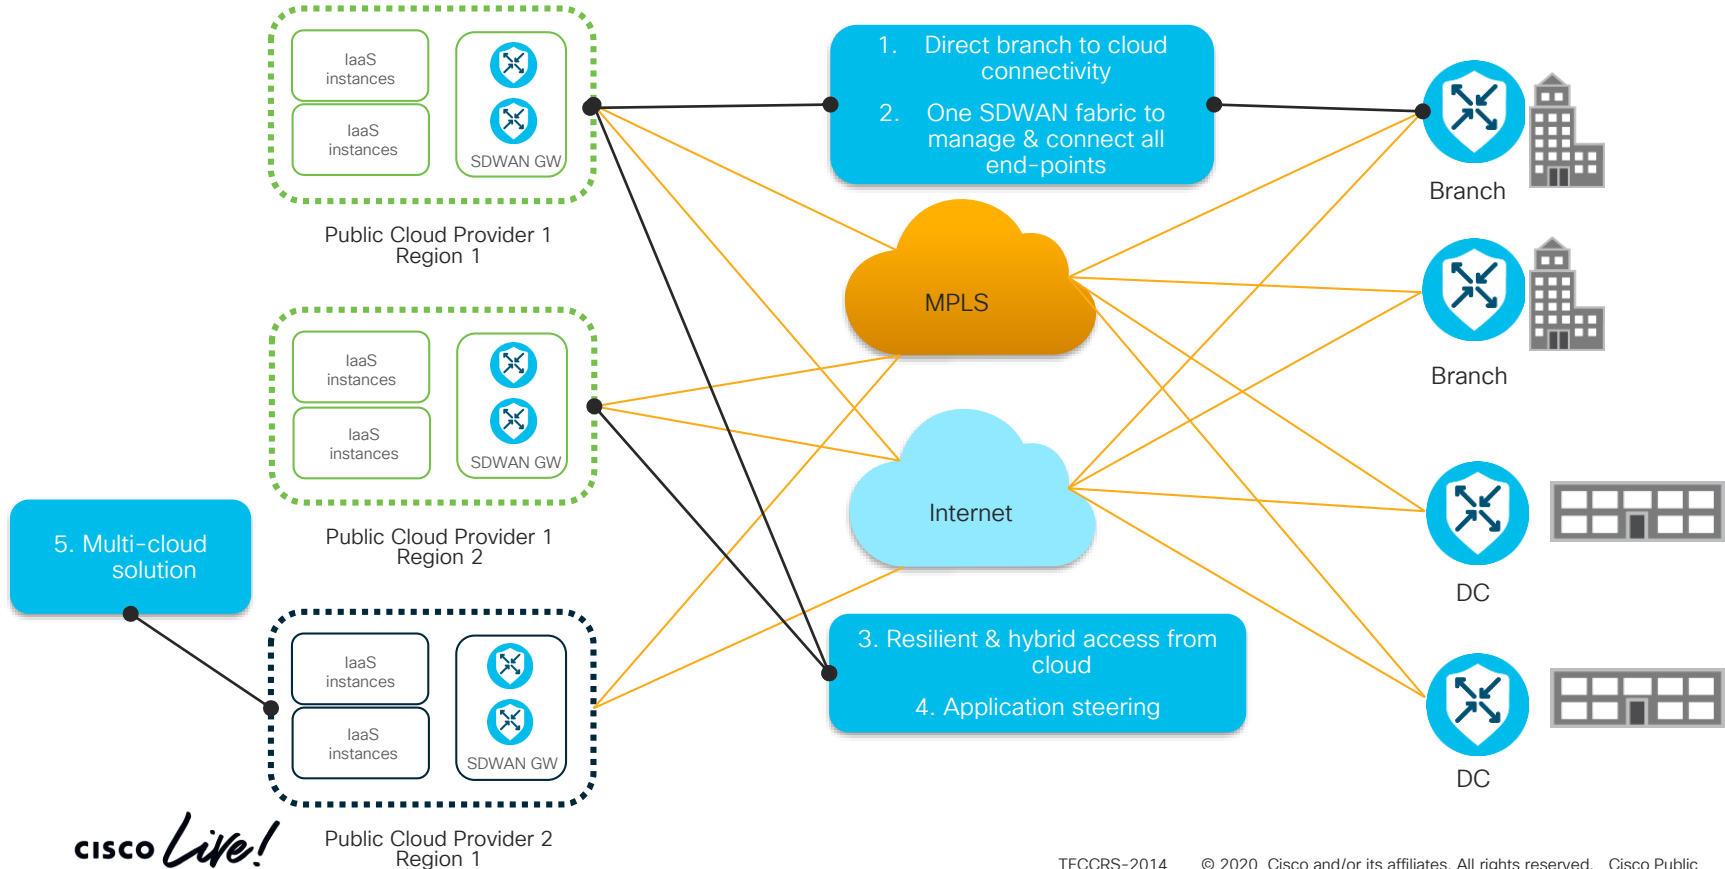 IaaS
instances
IaaS
instances
SDWAN GW
Public Cloud Provider 1
Region 1
1. Direct branch to cloud
connectivity
2. One SDWAN fabric to
manage & connect all
end-points
Branch
MPLS
Branch
IaaS
instances
IaaS
instances
SDWAN GW
Public Cloud Provider 1
Region 2
Internet
DC
5. Multi-cloud
solution
IaaS
instances
IaaS
instances
SDWAN GW
Public Cloud Provider 2
Region 1
3. Resilient & hybrid access from
cloud
4. Application steering
DC
CISCO Live!
TECCRS-2014 © 2020 Cisco and/or its affiliates. All rights reserved. Cisco Public